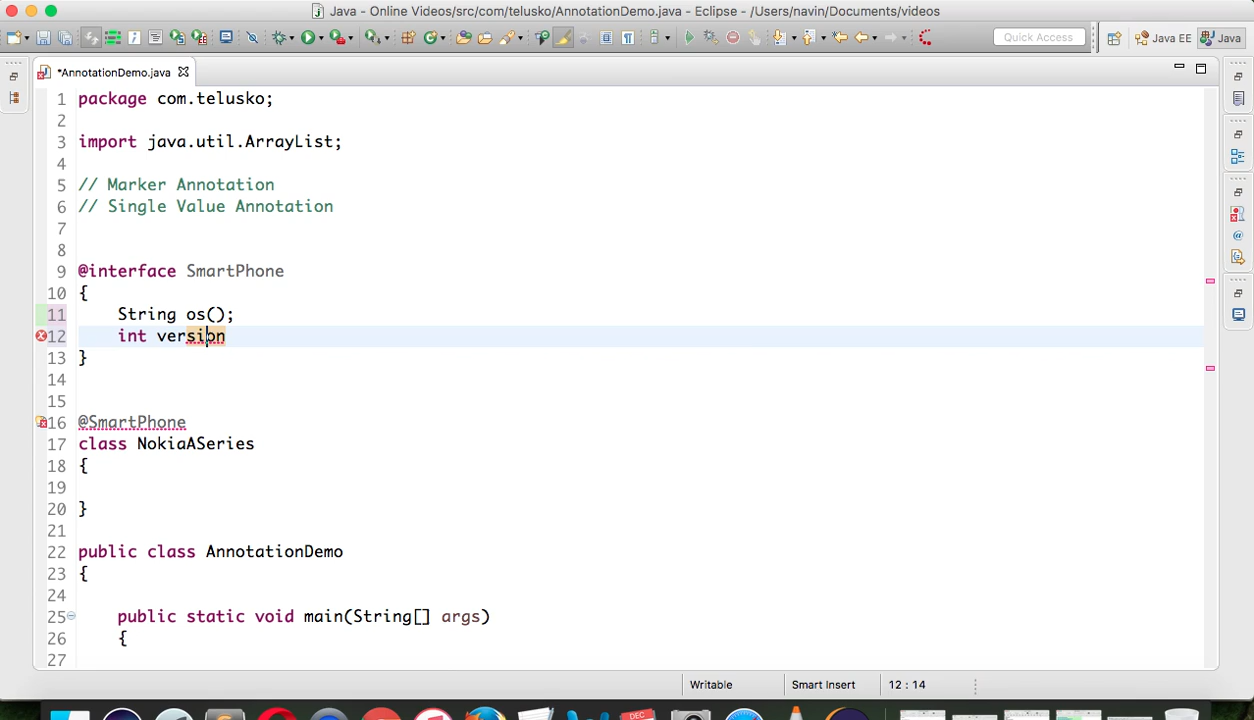 Java - Online Videos/src/com/telusko/AnnotationDemo.java - Eclipse - /Users/navin/Documents/videos
Quick Access
Java EE
Java
*AnnotationDemo.java
1 package com.telusko;
2
3 import java.util.ArrayList;
4
5 // Marker Annotation
6 // Single Value Annotation
7
8
9 @interface SmartPhone
10 {
11 String os();
12 int version
13 }
14
15
16 @SmartPhone
17 class NokiaASeries
18 {
19
20 }
21
22 public class AnnotationDemo
23 {
24
25 public static void main(String[] args)
26 {
27
Writable Smart Insert 12 : 14
DEC